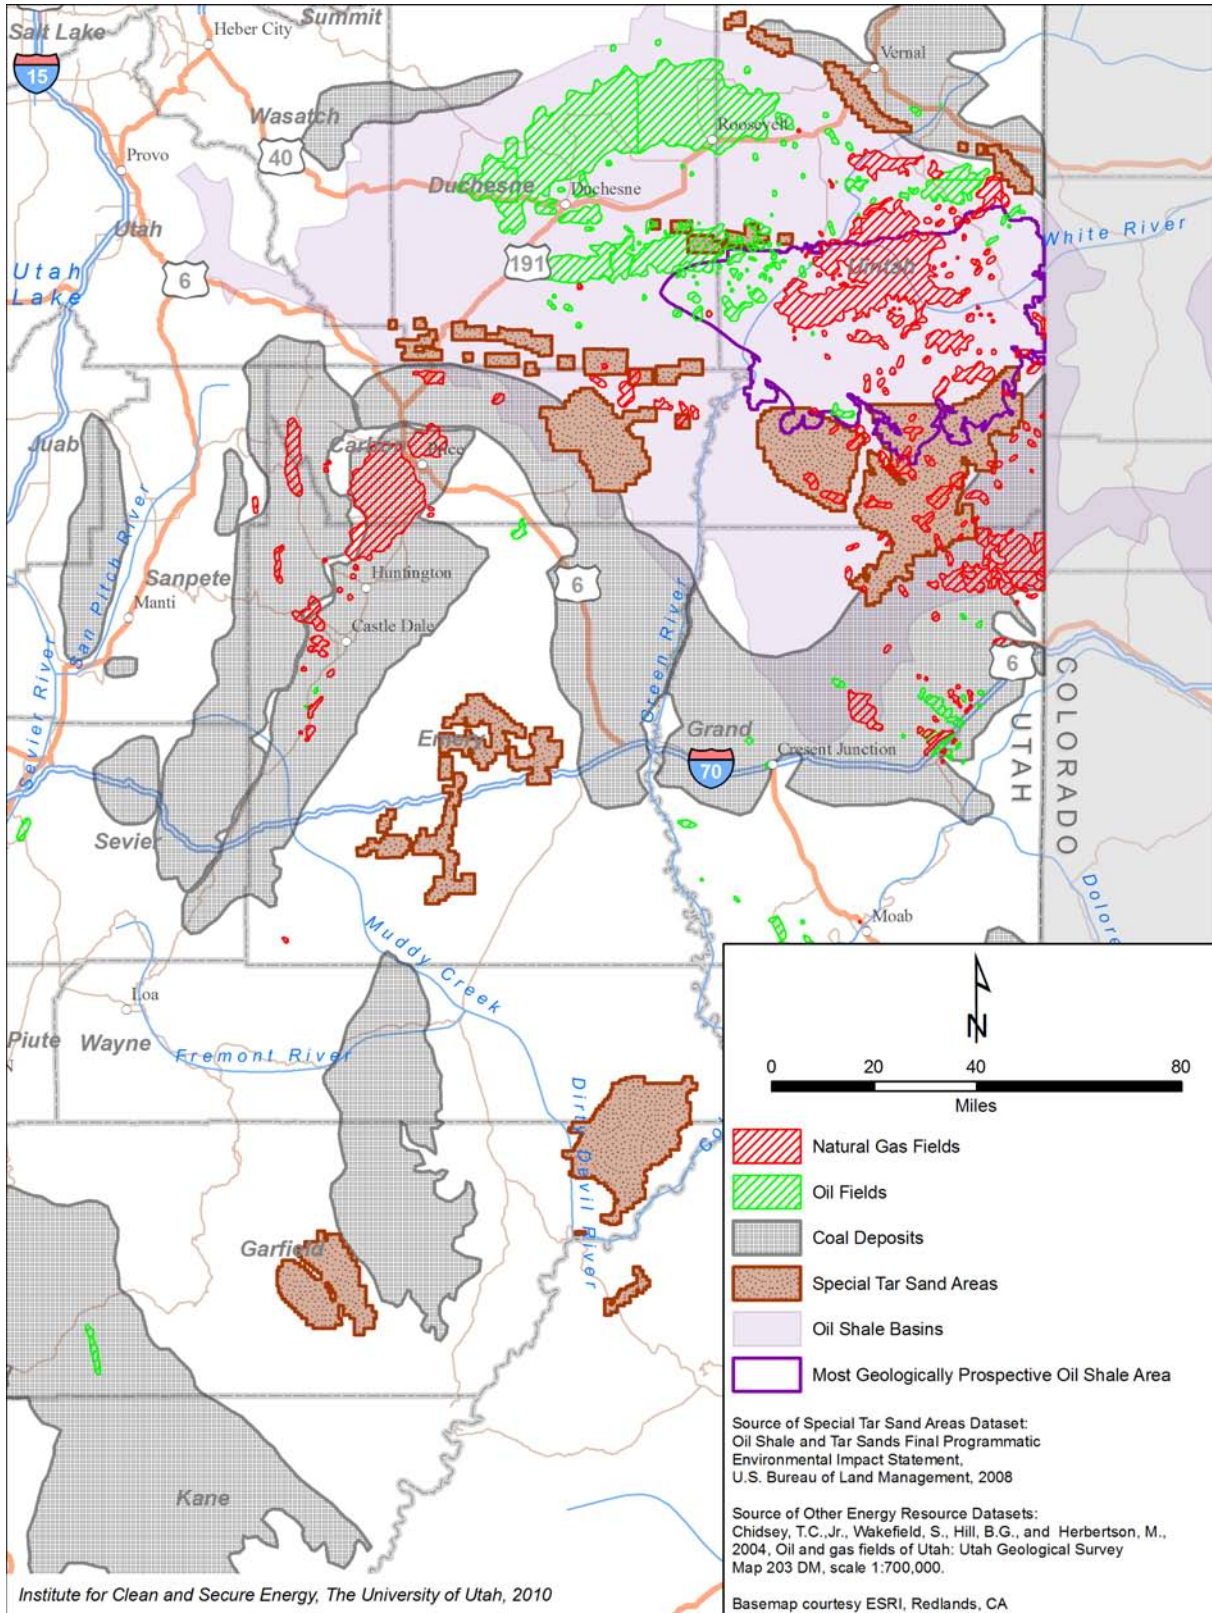 Salt Lake
Summit
Heber City
Vernal
15
Wasatch
Roosevelt
40
Provo
Duchesne
Duchesne
Utah
White River
191
Uintah
Utah
Lake
6
Juab
Carbon
Price
San Pitch River
Sanpete
Huntington
6
Manti
Castle Dale
Green River
6
COLORADO
UTAH
Sevier River
Emery
Grand
Cresent Junction
70
Sevier
Moab
Muddy Creek
Loa
Piute
Wayne
Fremont River
Dirty Devil River
Garfield
Kane
N
0 20 40 80
Miles
Natural Gas Fields
Oil Fields
Coal Deposits
Special Tar Sand Areas
Oil Shale Basins
Most Geologically Prospective Oil Shale Area
Source of Special Tar Sand Areas Dataset:
Oil Shale and Tar Sands Final Programmatic
Environmental Impact Statement,
U.S. Bureau of Land Management, 2008
Source of Other Energy Resource Datasets:
Chidsey, T.C.,Jr., Wakefield, S., Hill, B.G., and Herbertson, M.,
2004, Oil and gas fields of Utah: Utah Geological Survey
Map 203 DM, scale 1:700,000.
Basemap courtesy ESRI, Redlands, CA
Institute for Clean and Secure Energy, The University of Utah, 2010